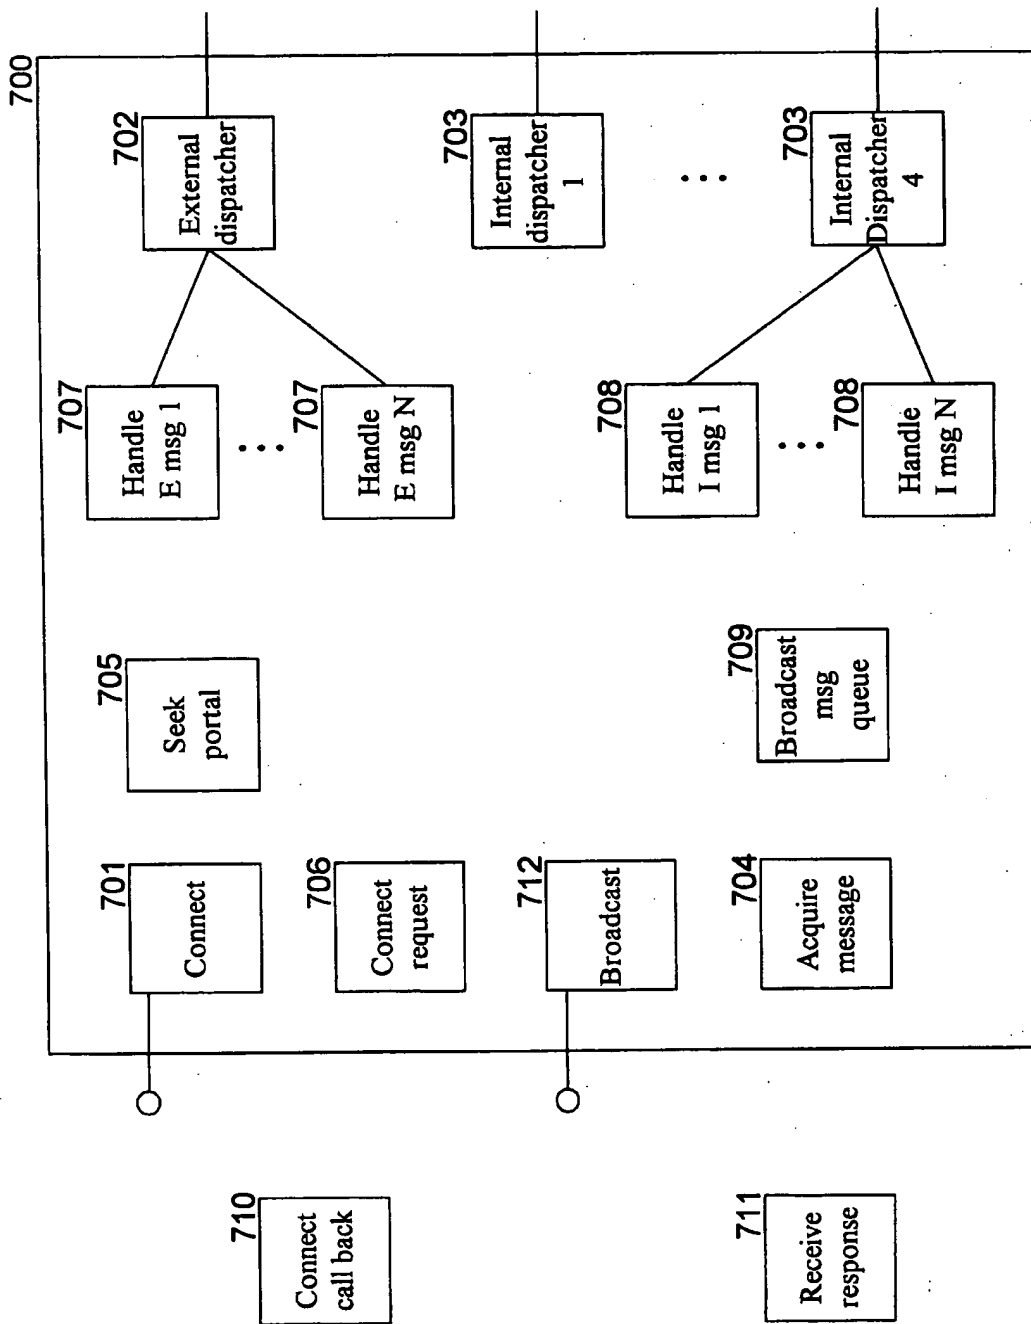 700
701
Connect
705
Seek
portal
707
Handle
E msg 1
702
External
dispatcher
710
Connect
call back
706
Connect
request
707
Handle
E msg N
703
Internal
dispatcher
1
712
Broadcast
708
Handle
I msg 1
711
Receive
response
704
Acquire
message
709
Broadcast
msg
queue
708
Handle
I msg N
703
Internal
Dispatcher
4